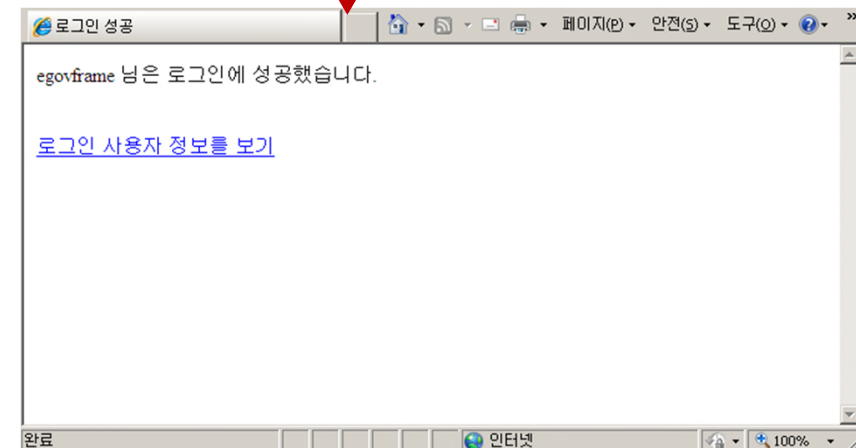 로그인 성공
페이지(P) 안전(S) 도구(O) »
egovframe 님은 로그인에 성공했습니다.
로그인 사용자 정보를 보기
완료 인터넷 100%